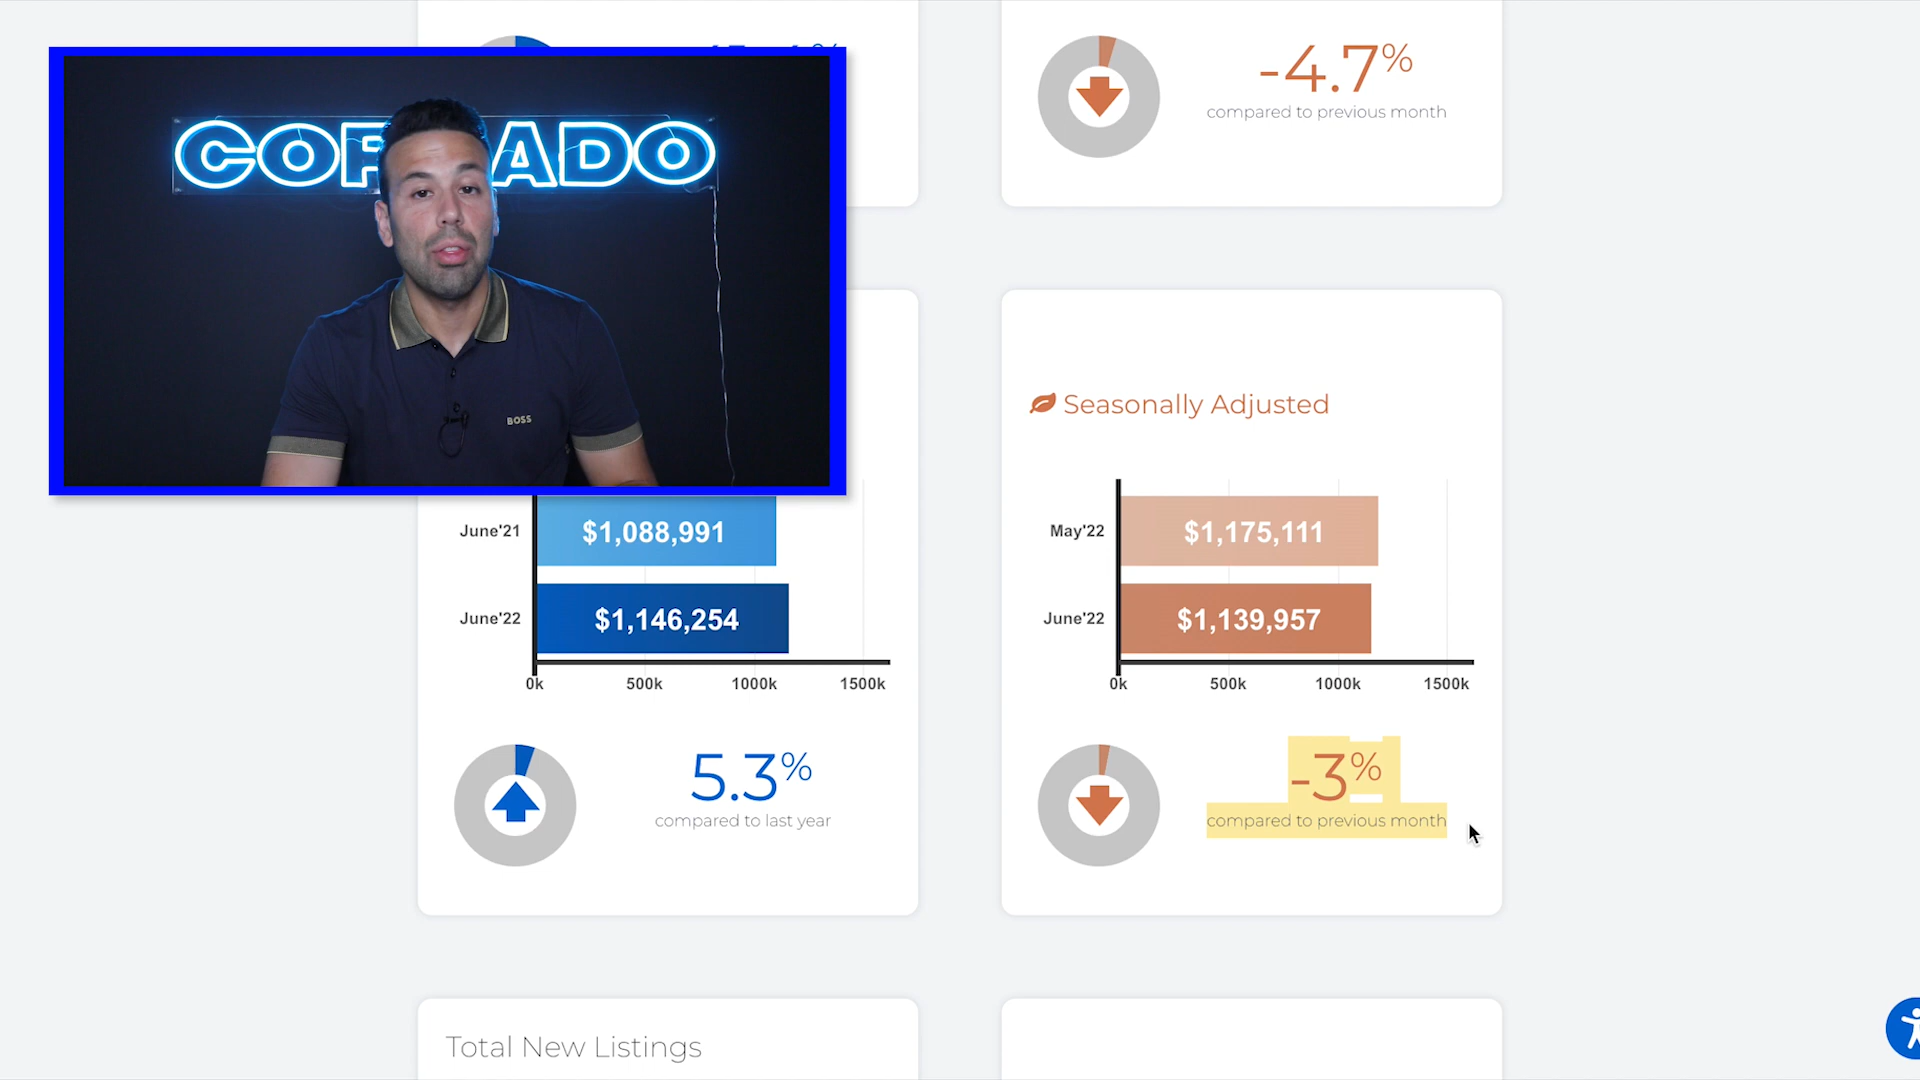 -4.7%
compared to previous month
COR ADO
BOSS
Seasonally Adjusted
June'21
$1,088,991
June'22
$1,146,254
0k
500k
1000k
1500k
May'22
$1,175,111
June'22
$1,139,957
0k
500k
1000k
1500k
5.3%
compared to last year
-3%
compared to previous month
Total New Listings